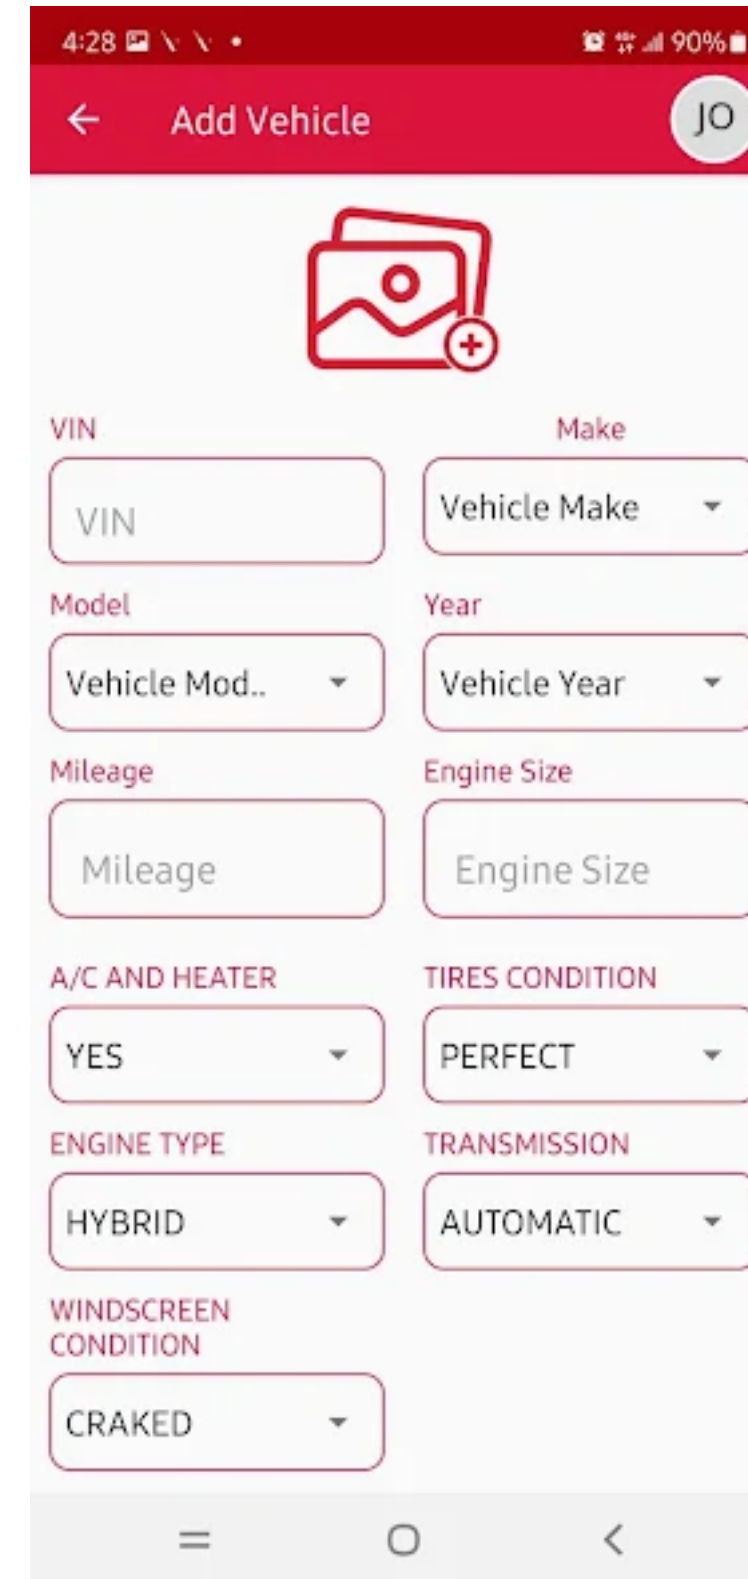 4:28
90%
Add Vehicle
JO
VIN
Make
VIN
Vehicle Make
Model
Year
Vehicle Mod..
Vehicle Year
Mileage
Engine Size
Mileage
Engine Size
A/C AND HEATER
TIRES CONDITION
YES
PERFECT
ENGINE TYPE
TRANSMISSION
HYBRID
AUTOMATIC
WINDSCREEN
CONDITION
CRAKED